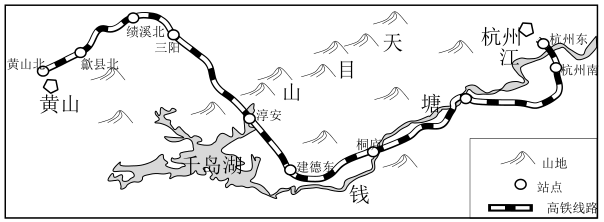 绩溪北
三阳
天
杭州
杭州东
黄山北
歙县北
目
江
杭州南
黄山
山
塘
淳安
桐庐
千岛湖
建德东
钱
山地
站点
高铁线路